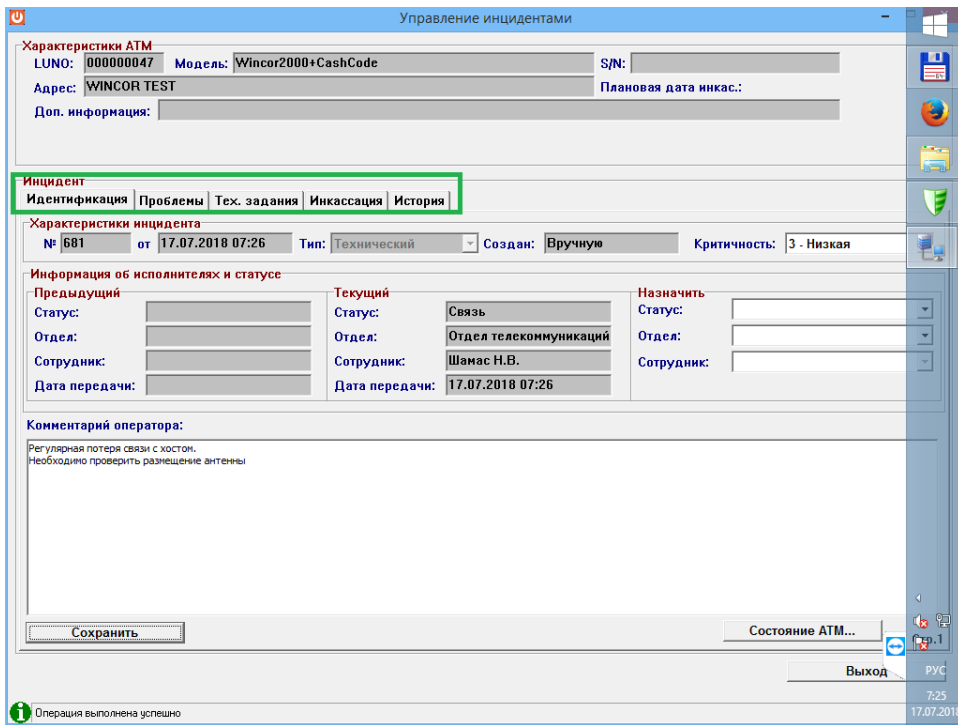 Управление инцидентами
Характеристики АТМ
LUNO: 000000047 Модель: Wincor2000+CashCode S/N:
Адрес: WINCOR TEST Плановая дата инкас.:
Доп. информация:
Инцидент
Идентификация Проблемы Тех. задания Инкассация История
Характеристики инцидента
№ 681 от 17.07.2018 07:26 Тип: Технический Создан: Вручную Критичность: 3 - Низкая
Информация об исполнителях и статусе
Предыдущий Текущий Назначить
Статус: Статус: Связь Статус:
Отдел: Отдел: Отдел телекоммуникаций Отдел:
Сотрудник: Сотрудник: Шамас Н.В. Сотрудник:
Дата передачи: Дата передачи: 17.07.2018 07:26
Комментарий оператора:
Регулярная потеря связи с хостом.
Необходимо проверить размещение антенны
Сохранить Состояние АТМ...
Стр.1
Выход РУС
7:25
Операция выполнена успешно 17.07.2018